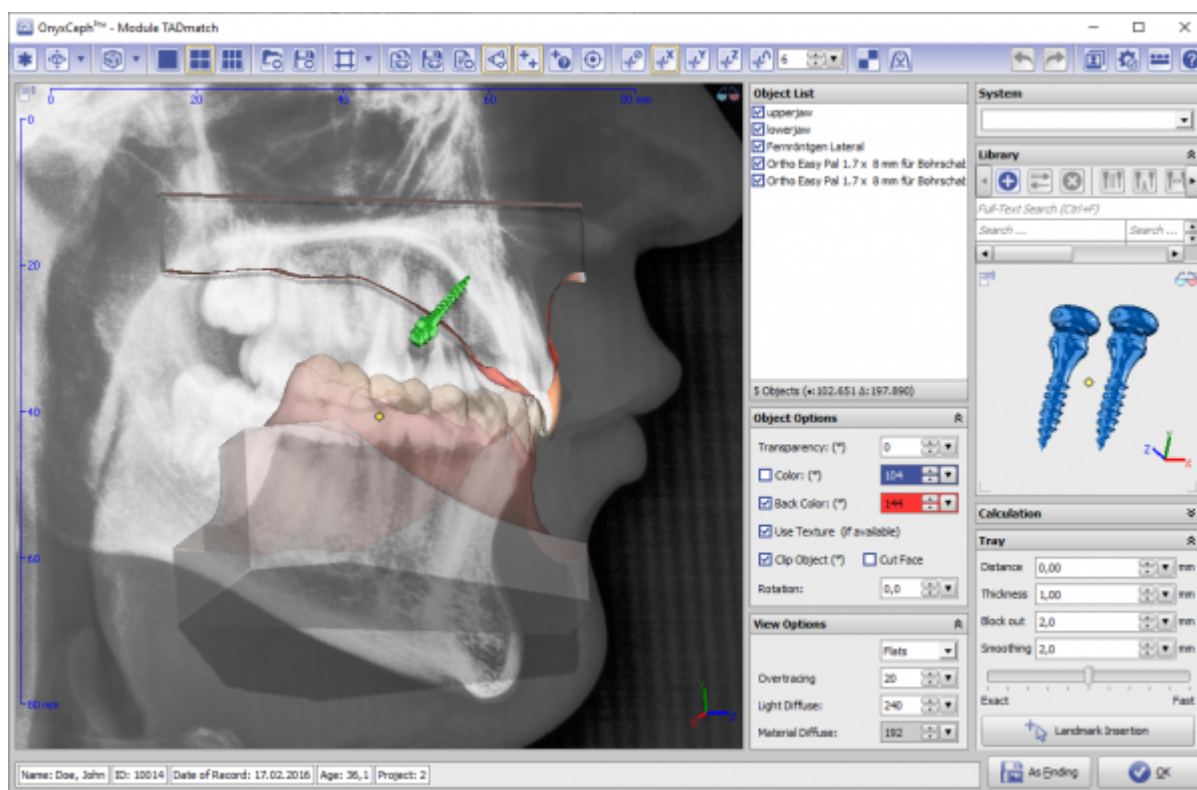 OnyxCeph³ᵗᵐ - Module TADmatch
6
0 20 40 60 80 mm
0
20
40
60
80 mm
Object List
upperjaw
lowerjaw
Fernröntgen Lateral
Ortho Easy Pal 1.7 x 8 mm für Bohrschab
Ortho Easy Pal 1.7 x 8 mm für Bohrschab
5 Objects (•:102.651 Δ:197.890)
Object Options
Transparency: (*) 0
Color: (*) 104
Back Color: (*) 144
Use Texture (if available)
Clip Object (*) Cut Face
Rotation: 0,0
View Options
Flats
Overtracing 20
Light Diffuse: 240
Material Diffuse: 192
System
Library
Full-Text Search (Ctrl+F)
Search ... Search ...
Y
Z
X
Calculation
Tray
Distance 0,00 mm
Thickness 1,00 mm
Block out 2,0 mm
Smoothing 2,0 mm
Exact Fast
Landmark Insertion
Y
X Z
Name: Doe, John ID: 10014 Date of Record: 17.02.2016 Age: 36,1 Project: 2
As Ending OK